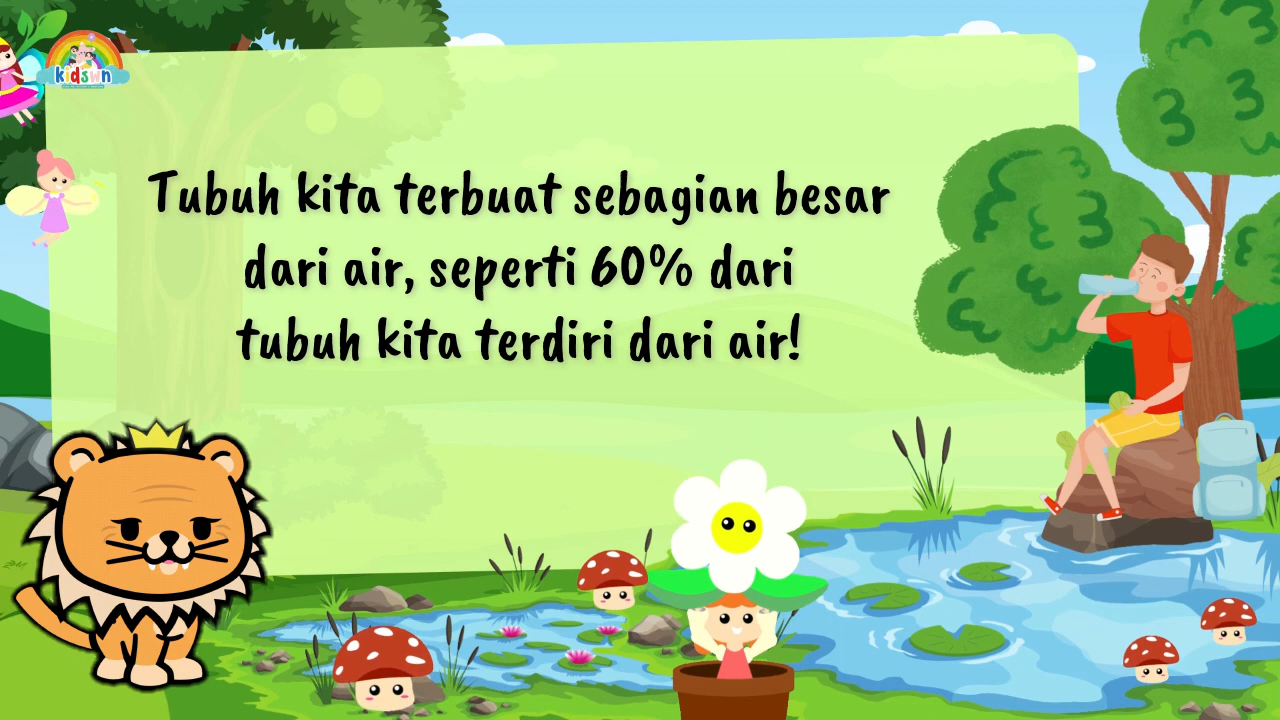 kidswn
Tubuh kita terbuat sebagian besar
dari air, seperti 60% dari
tubuh kita terdiri dari air!